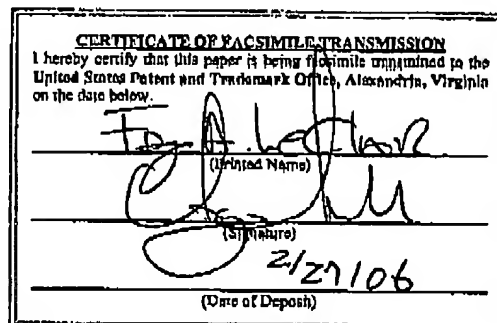 CERTIFICATE OF FACSIMILE TRANSMISSION
I hereby certify that this paper is being facsimile transmitted to the
United States Patent and Trademark Office, Alexandria, Virginia
on the date below.
(Printed Name)
(Signature)
2/27/06
(Date of Deposit)